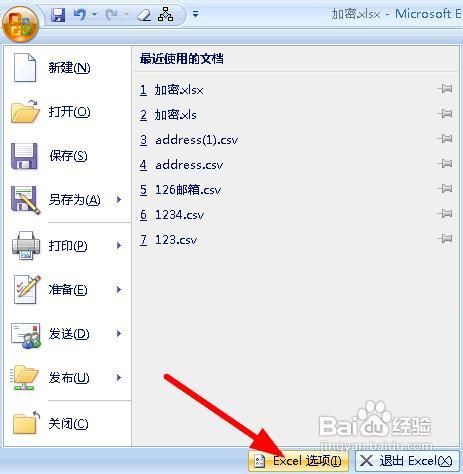 加密.xlsx - Microsoft E
最近使用的文档
新建(N)
打开(O)
保存(S)
另存为(A)
打印(P)
准备(E)
发送(D)
发布(U)
关闭(C)
1 加密.xlsx
2 加密.xls
3 address(1).csv
4 address.csv
5 126邮箱.csv
6 1234.csv
7 123.csv
Excel 选项(I)
退出 Excel(X)
Baidu 经验
jingyan.baidu.com